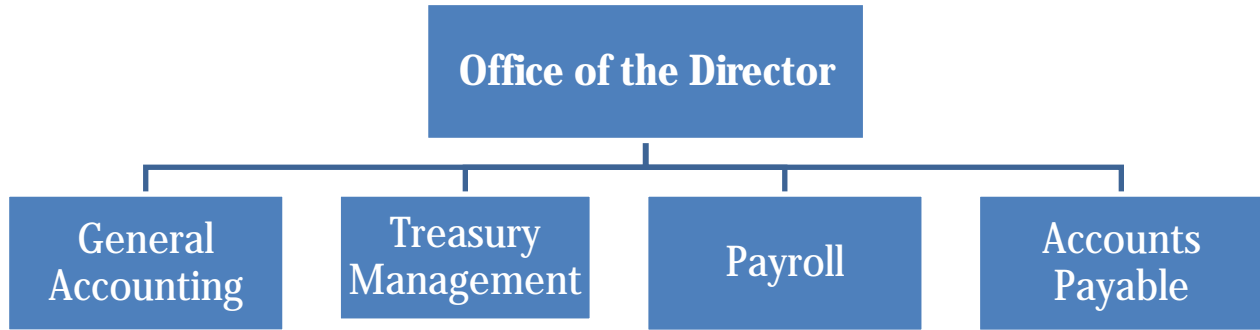 Office of the Director
General
Accounting
Treasury
Management
Payroll
Accounts
Payable